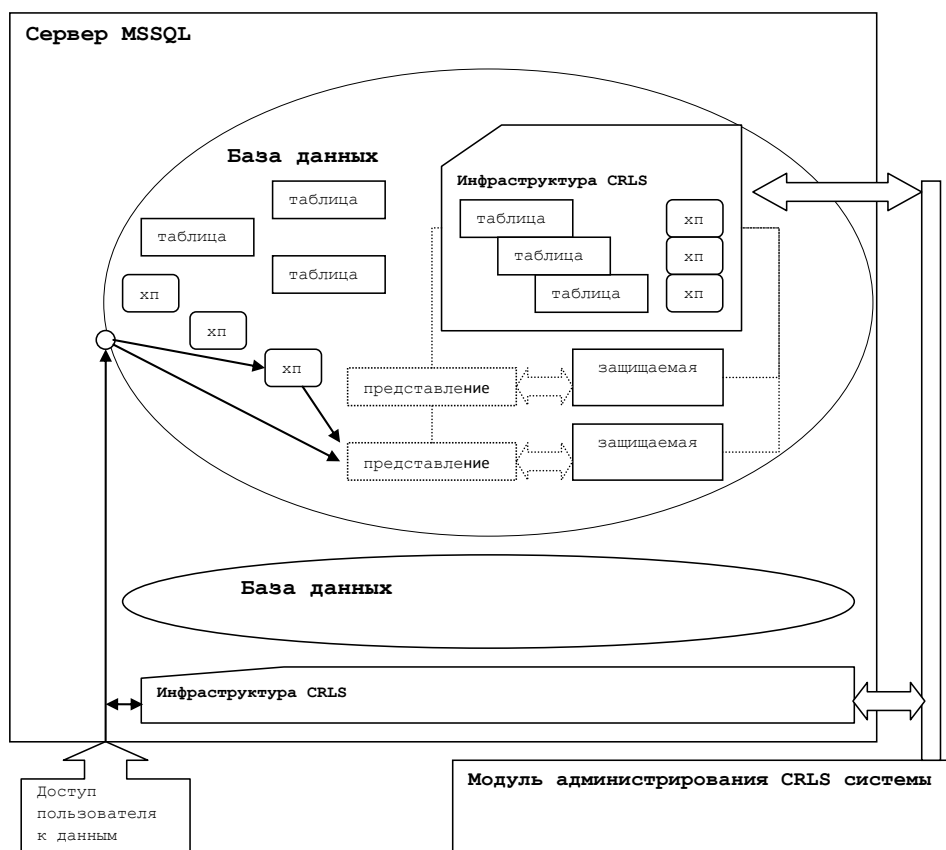 Сервер MSSQL
База данных
Инфраструктура CRLS
таблица
таблица
хп
таблица
таблица
хп
таблица
таблица
хп
хп
хп
хп
защищаемая
представление
защищаемая
представление
База данных
Инфраструктура CRLS
Модуль администрирования CRLS системы
Доступ
пользователя
к данным